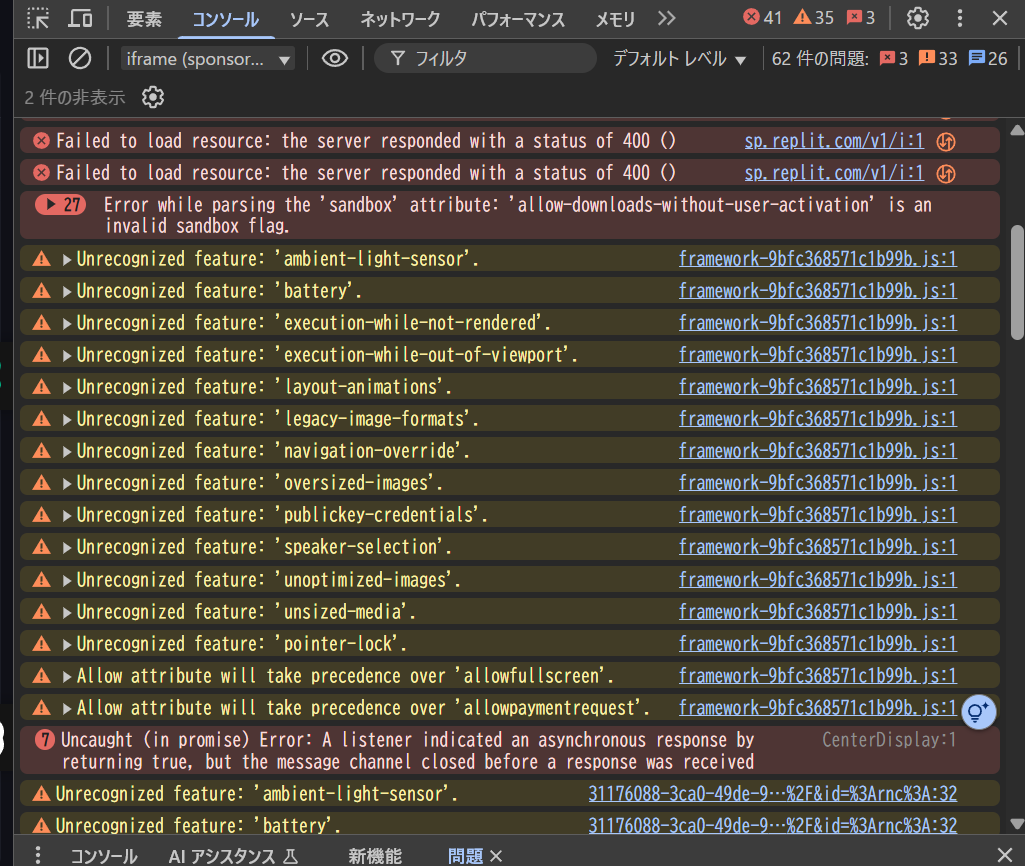 要素 コンソール ソース ネットワーク パフォーマンス メモリ 41 35 3
iframe (sponsor... ▼ フィルタ デフォルト レベル ▼ 62 件の問題: 3 33 26
2 件の非表示
Failed to load resource: the server responded with a status of 400 () sp.replit.com/v1/i:1
Failed to load resource: the server responded with a status of 400 () sp.replit.com/v1/i:1
27 Error while parsing the 'sandbox' attribute: 'allow-downloads-without-user-activation' is an
invalid sandbox flag.
Unrecognized feature: 'ambient-light-sensor'. framework-9bfc368571c1b99b.js:1
Unrecognized feature: 'battery'. framework-9bfc368571c1b99b.js:1
Unrecognized feature: 'execution-while-not-rendered'. framework-9bfc368571c1b99b.js:1
Unrecognized feature: 'execution-while-out-of-viewport'. framework-9bfc368571c1b99b.js:1
Unrecognized feature: 'layout-animations'. framework-9bfc368571c1b99b.js:1
Unrecognized feature: 'legacy-image-formats'. framework-9bfc368571c1b99b.js:1
Unrecognized feature: 'navigation-override'. framework-9bfc368571c1b99b.js:1
Unrecognized feature: 'oversized-images'. framework-9bfc368571c1b99b.js:1
Unrecognized feature: 'publickey-credentials'. framework-9bfc368571c1b99b.js:1
Unrecognized feature: 'speaker-selection'. framework-9bfc368571c1b99b.js:1
Unrecognized feature: 'unoptimized-images'. framework-9bfc368571c1b99b.js:1
Unrecognized feature: 'unsized-media'. framework-9bfc368571c1b99b.js:1
Unrecognized feature: 'pointer-lock'. framework-9bfc368571c1b99b.js:1
Allow attribute will take precedence over 'allowfullscreen'. framework-9bfc368571c1b99b.js:1
Allow attribute will take precedence over 'allowpaymentrequest'. framework-9bfc368571c1b99b.js:1
7 Uncaught (in promise) Error: A listener indicated an asynchronous response by CenterDisplay:1
returning true, but the message channel closed before a response was received
Unrecognized feature: 'ambient-light-sensor'. 31176088-3ca0-49de-9…%2F&id=%3Arnc%3A:32
Unrecognized feature: 'battery'. 31176088-3ca0-49de-9…%2F&id=%3Arnc%3A:32
コンソール AI アシスタンス 新機能 問題